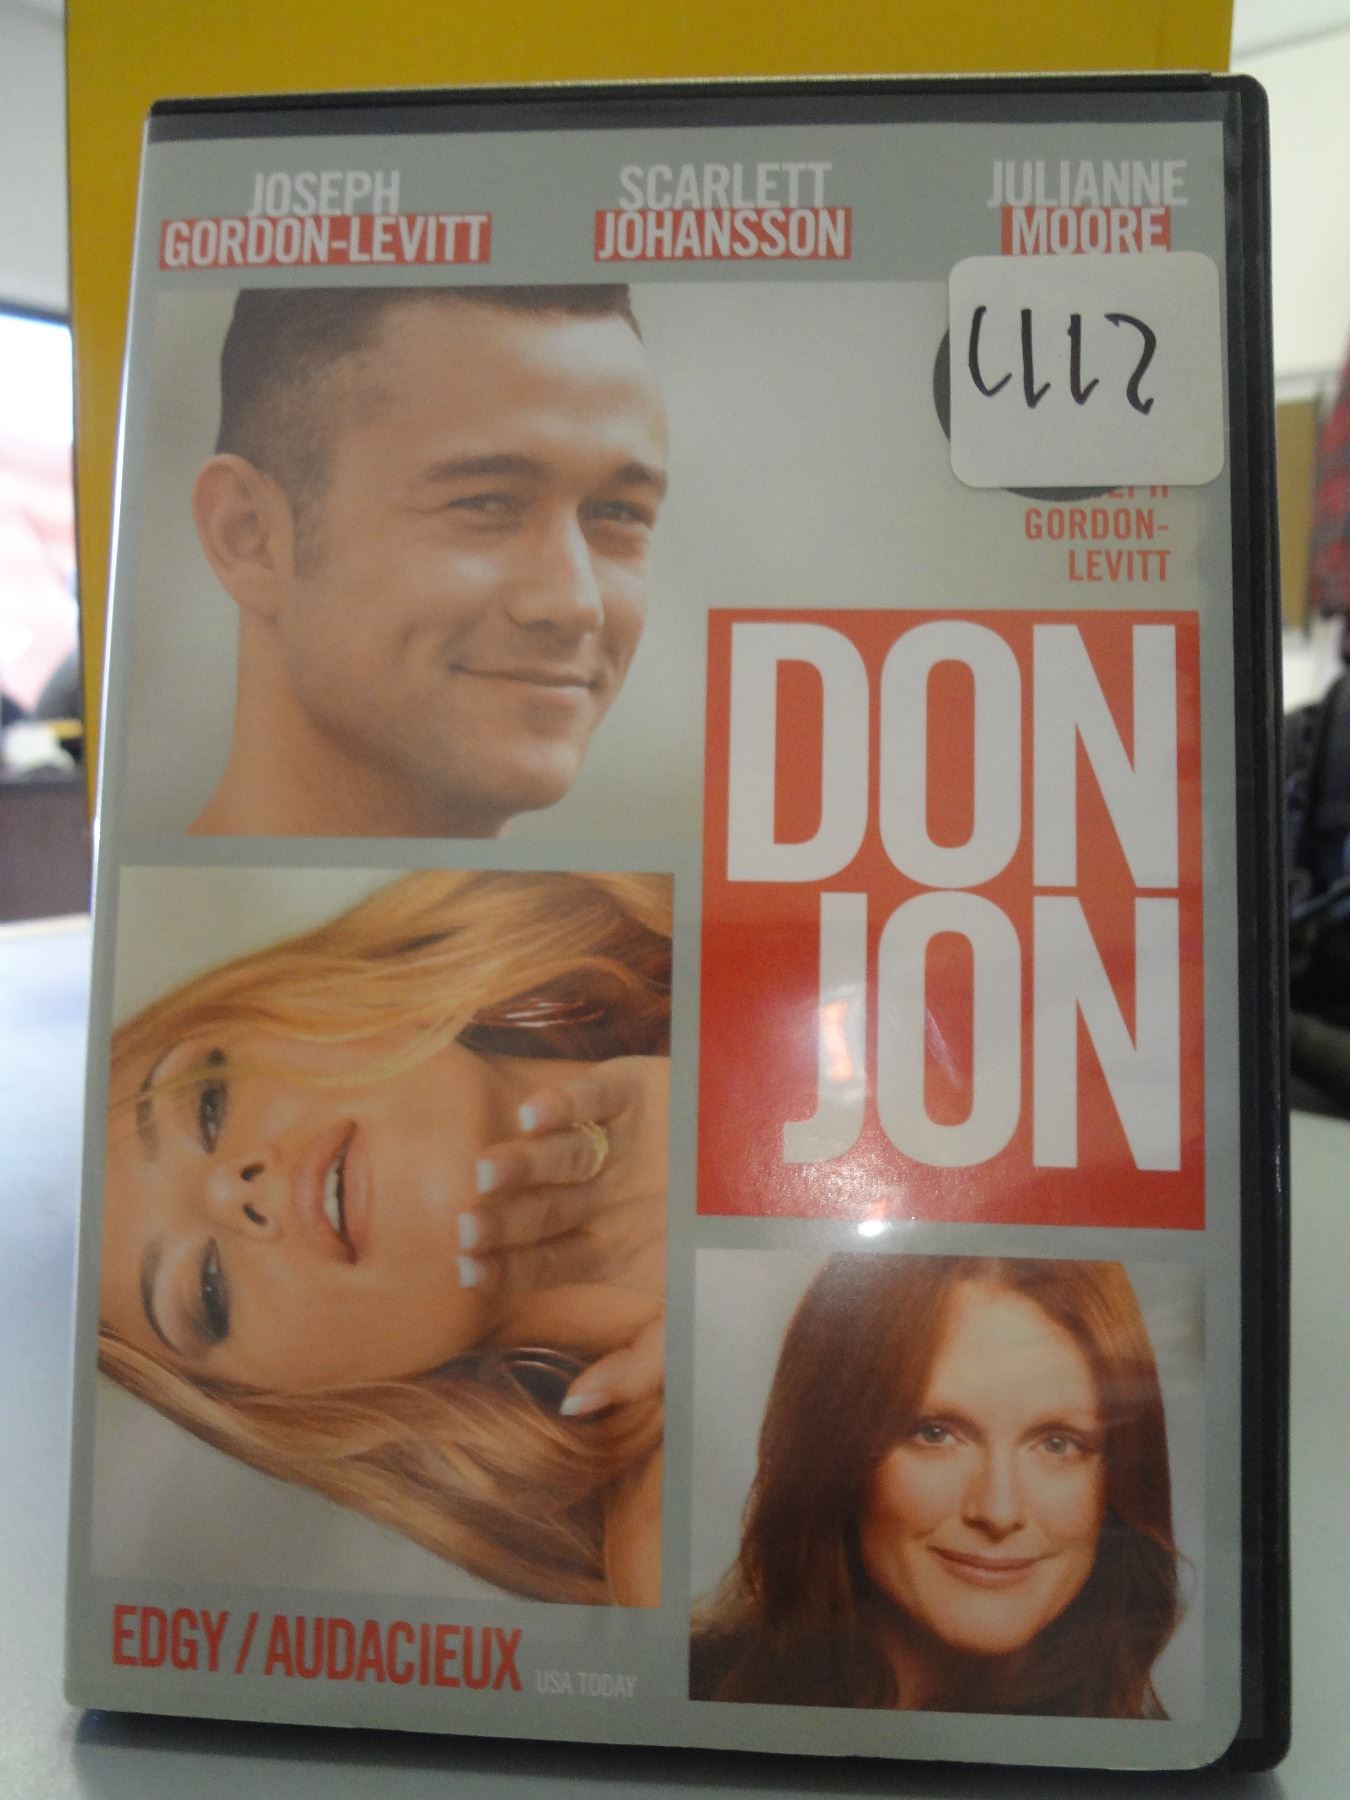 JOSEPH
GORDON-LEVITT
SCARLETT
JOHANSSON
JULIANNE
MOORE
GORDON-
LEVITT
DON
JON
EDGY / AUDACIEUX USA TODAY